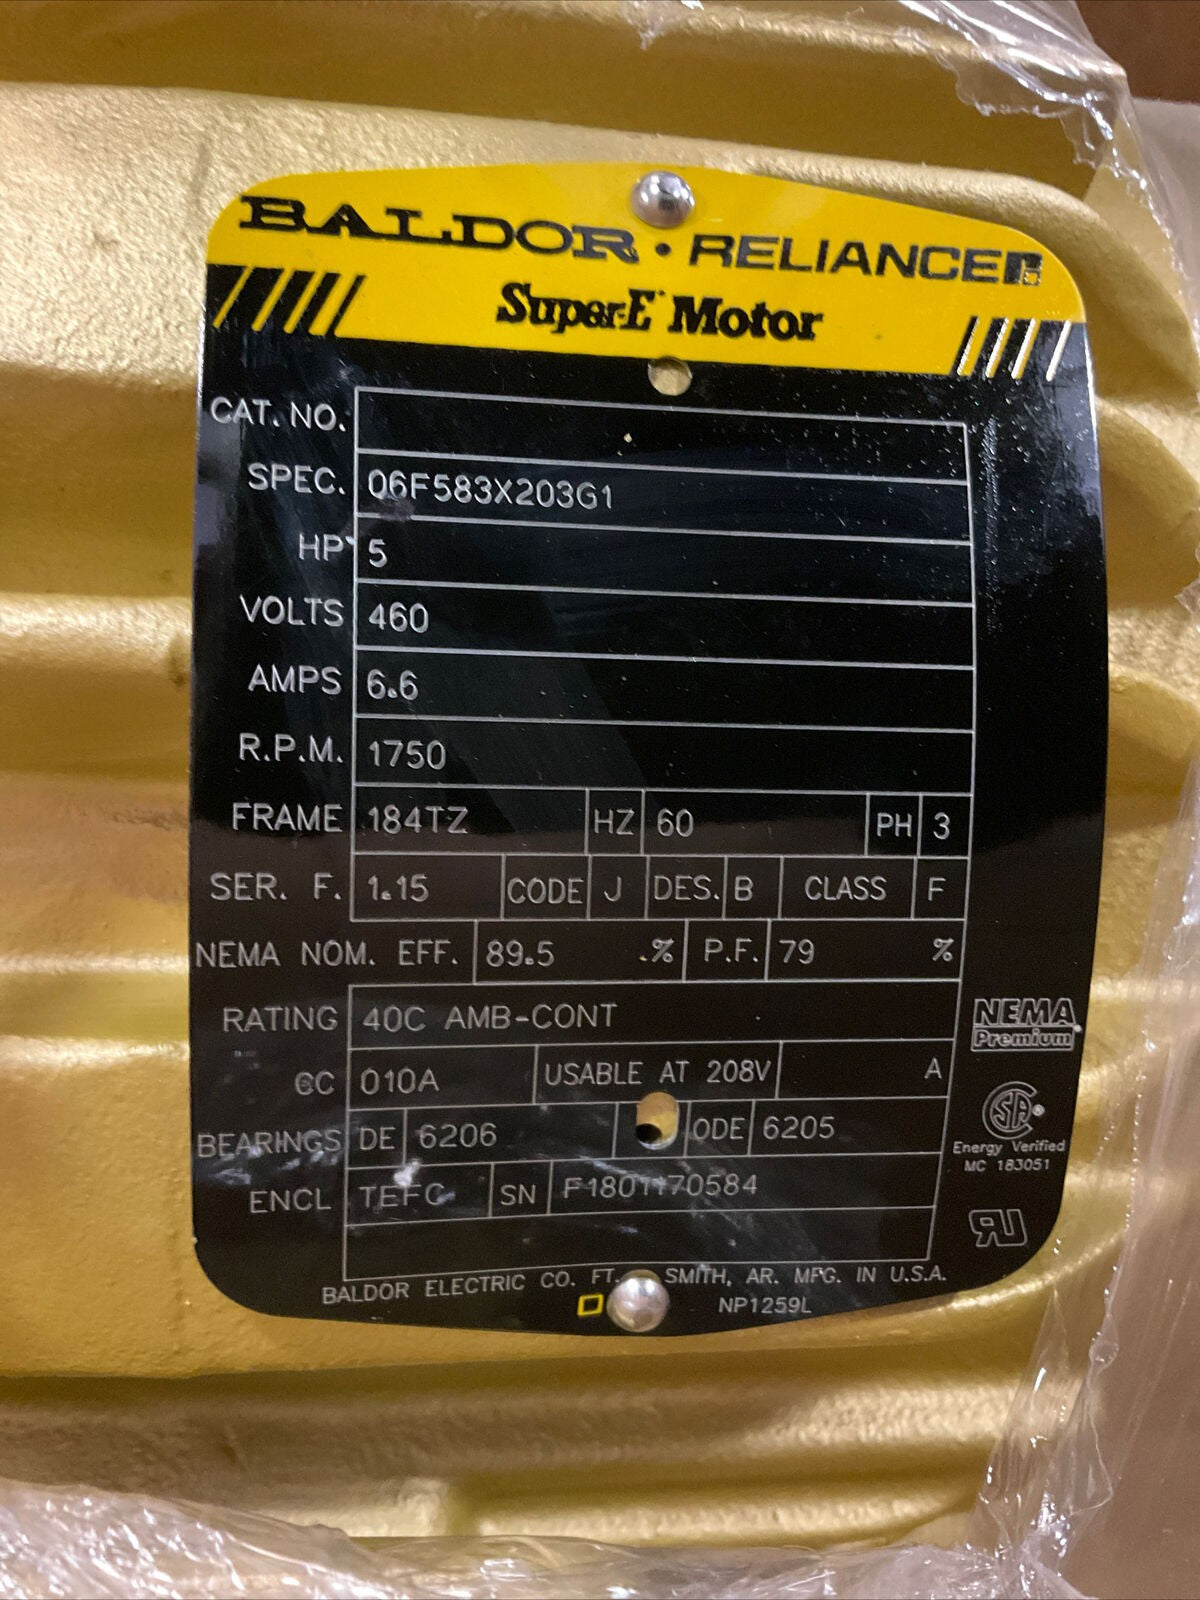 BALDOR • RELIANCER
Super-E Motor
CAT. NO.
SPEC. 06F583X203G1
HP 5
VOLTS 460
AMPS 6.6
R.P.M. 1750
FRAME 184TZ HZ 60 PH 3
SER. F. 1.15 CODE J DES. B CLASS F
NEMA NOM. EFF. 89.5 .% P.F. 79 %
RATING 40C AMB-CONT
CC 010A USABLE AT 208V A
BEARINGS DE 6206 ODE 6205
ENCL TEFC SN F1801170584
NEMA
Premium
CSA ®
Energy Verified
MC 183051
BALDOR ELECTRIC CO. FT. SMITH, AR. MFG. IN U.S.A.
NP1259L